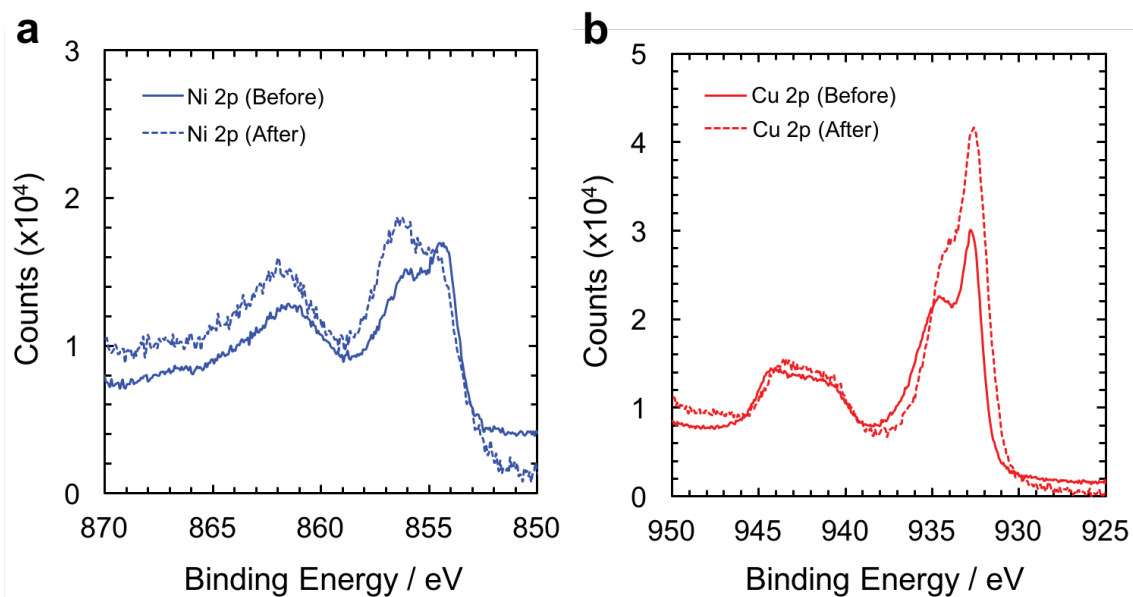 a
3
2
1
0
Counts (x10⁴)
Ni 2p (Before)
Ni 2p (After)
870 865 860 855 850
Binding Energy / eV
b
5
4
3
2
1
0
Counts (x10⁴)
Cu 2p (Before)
Cu 2p (After)
950 945 940 935 930 925
Binding Energy / eV